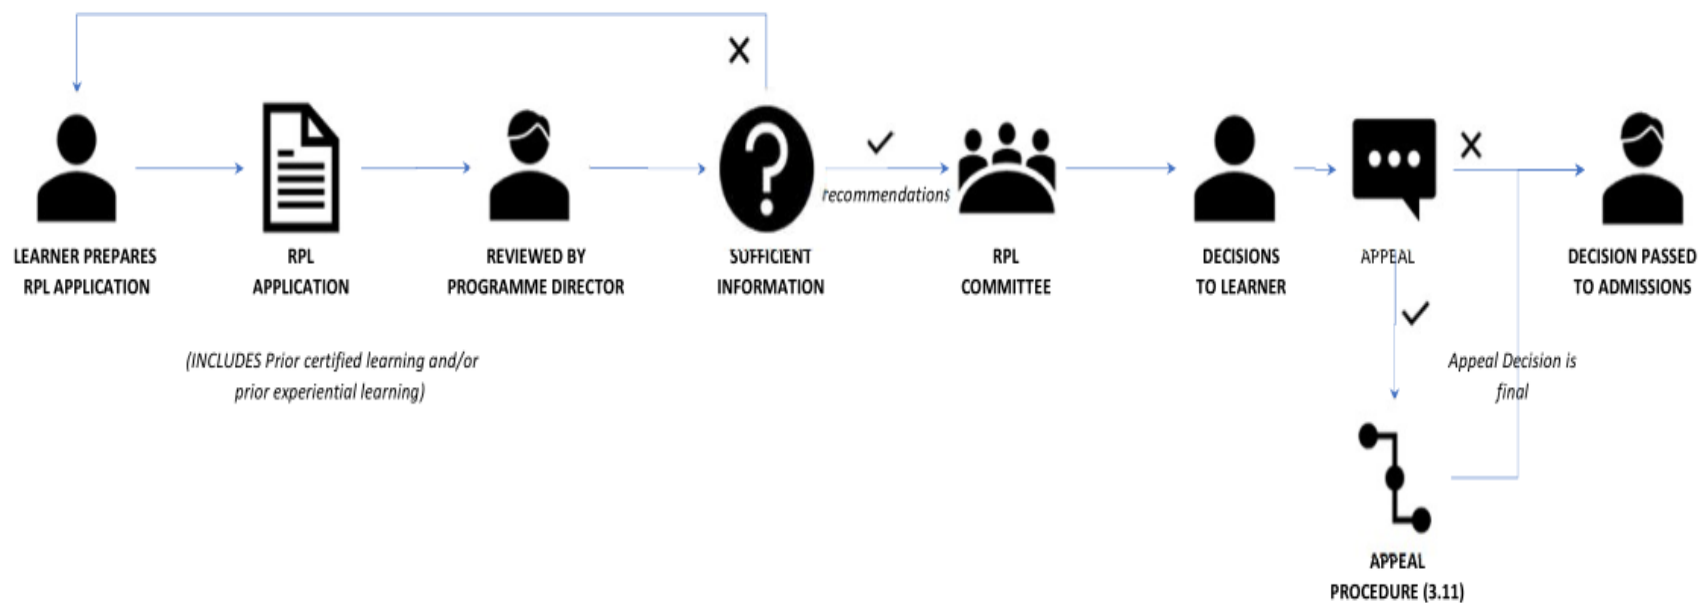 LEARNER PREPARES
RPL APPLICATION
RPL
APPLICATION
REVIEWED BY
PROGRAMME DIRECTOR
SUFFICIENT
INFORMATION
recommendations
RPL
COMMITTEE
DECISIONS
TO LEARNER
APPEAL
DECISION PASSED
TO ADMISSIONS
(INCLUDES Prior certified learning and/or
prior experiential learning)
Appeal Decision is
final
APPEAL
PROCEDURE (3.11)